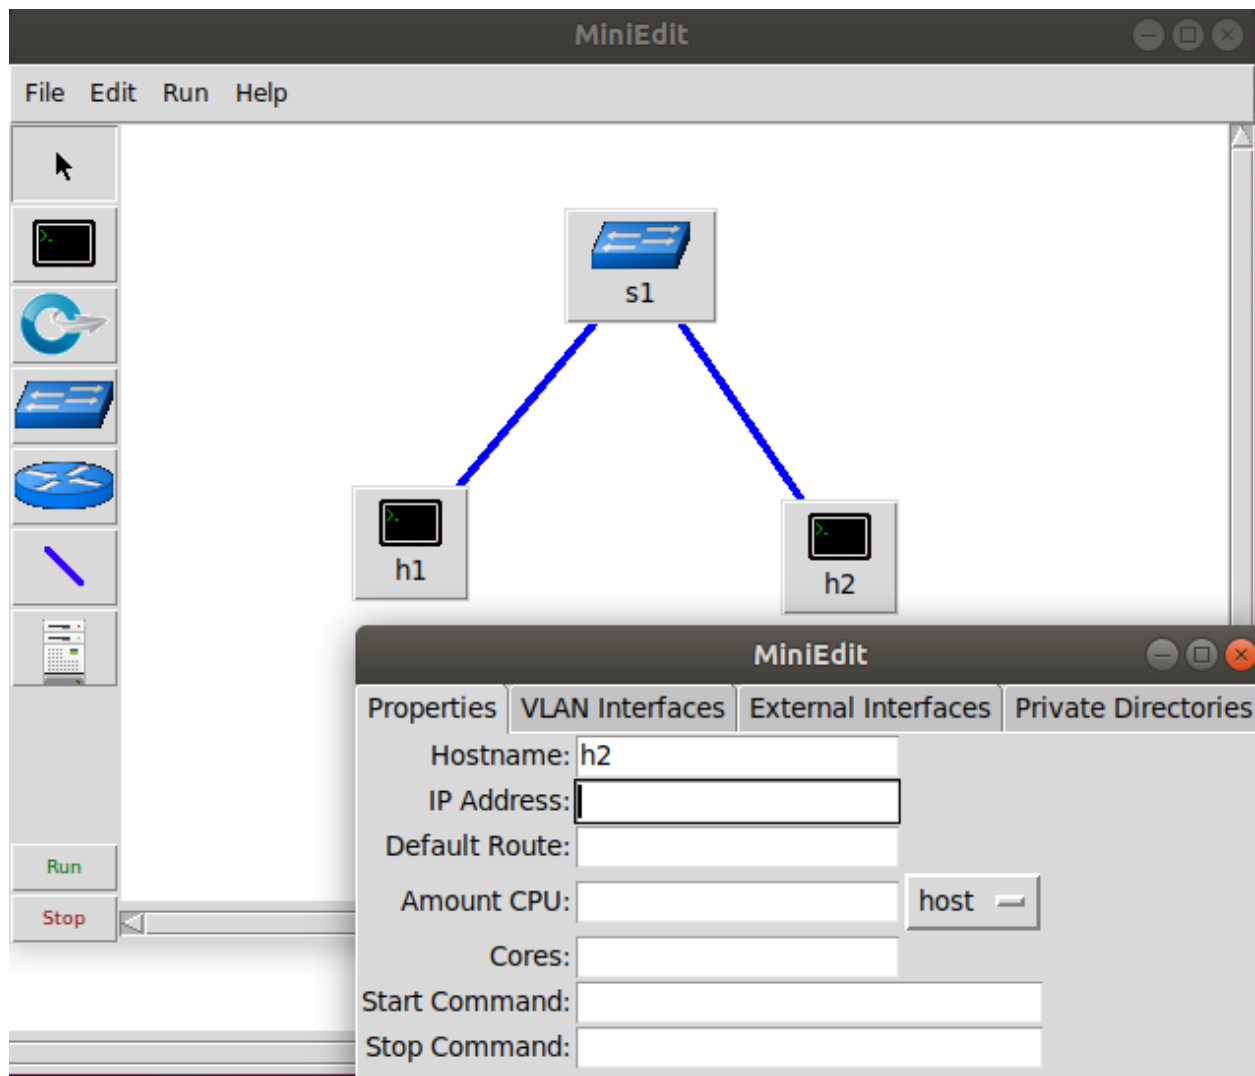 MiniEdit
File Edit Run Help
s1
h1
h2
MiniEdit
Properties VLAN Interfaces External Interfaces Private Directories
Hostname: h2
IP Address:
Default Route:
Amount CPU: host
Cores:
Start Command:
Stop Command:
Run
Stop